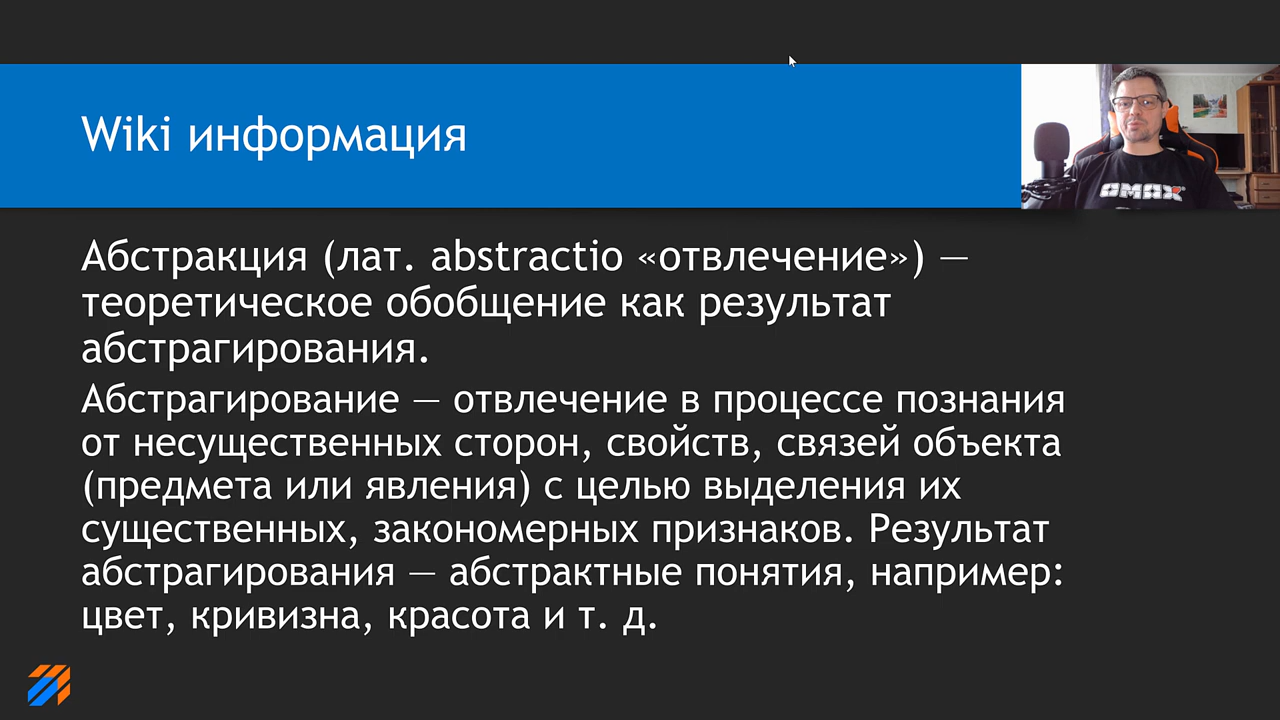 Wiki информация
Абстракция (лат. abstractio «отвлечение») —
теоретическое обобщение как результат
абстрагирования.
Абстрагирование — отвлечение в процессе познания
от несущественных сторон, свойств, связей объекта
(предмета или явления) с целью выделения их
существенных, закономерных признаков. Результат
абстрагирования — абстрактные понятия, например:
цвет, кривизна, красота и т. д.